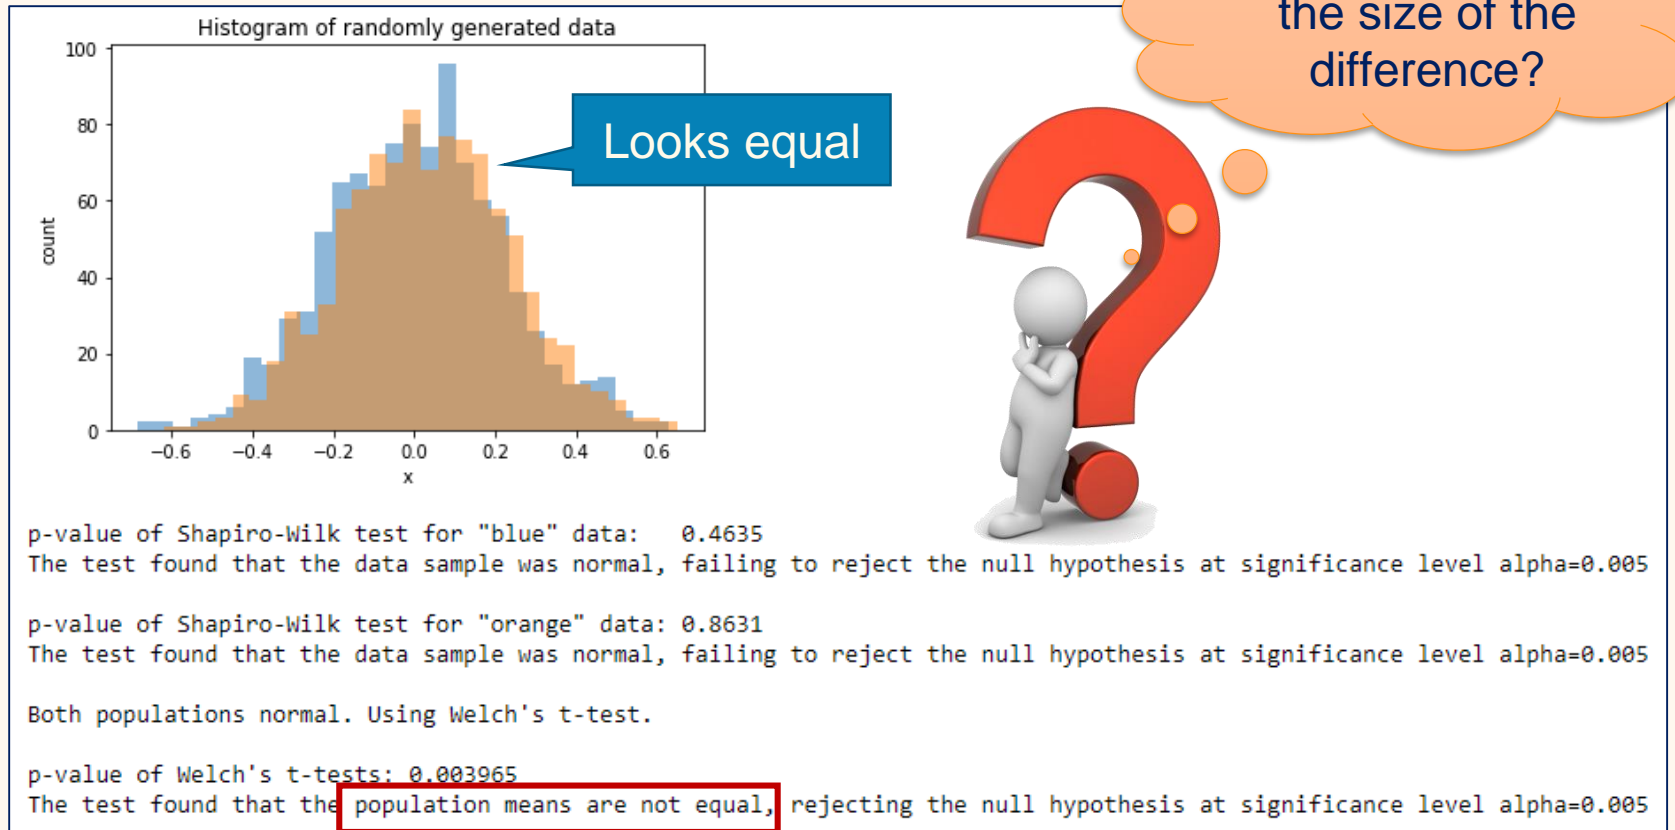 the size of the
difference?
Histogram of randomly generated data
100
80
60
40
20
0
count
−0.6 −0.4 −0.2 0.0 0.2 0.4 0.6
x
Looks equal
p-value of Shapiro-Wilk test for "blue" data: 0.4635
The test found that the data sample was normal, failing to reject the null hypothesis at significance level alpha=0.005
p-value of Shapiro-Wilk test for "orange" data: 0.8631
The test found that the data sample was normal, failing to reject the null hypothesis at significance level alpha=0.005
Both populations normal. Using Welch's t-test.
p-value of Welch's t-tests: 0.003965
The test found that the population means are not equal, rejecting the null hypothesis at significance level alpha=0.005